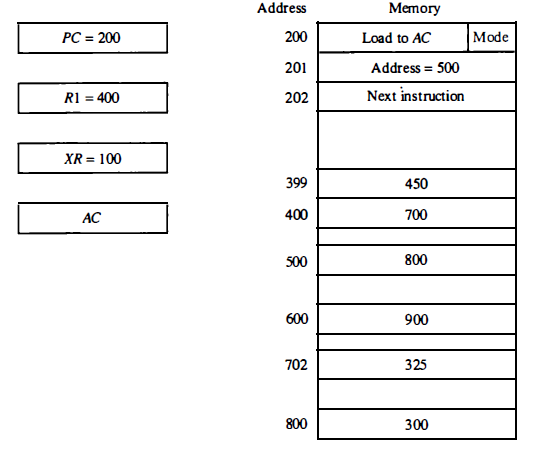 Address Memory
PC = 200 200 Load to AC Mode
201 Address = 500
R1 = 400 202 Next instruction
XR = 100
399 450
AC 400 700
500 800
600 900
702 325
800 300